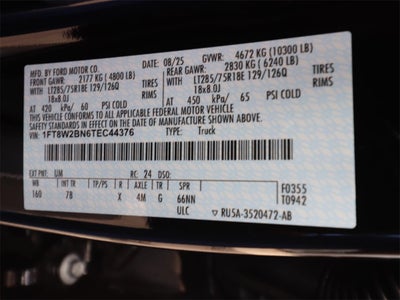 MFD. BY FORD MOTOR CO. 08/25 GVWR: 4672 KG (10300 LB)
FRONT GAWR: 2177 KG (4800 LB) REAR GAWR: 2830 KG (6240 LB)
WITH LT285/75R18E 129/126Q TIRES WITH LT285/75R18E 129/126Q TIRES
18x8.0J RIMS 18x8.0J RIMS
AT 420 kPa/ 60 PSI COLD AT 450 kPa/ 65 PSI COLD
THIS VEHICLE CONFORMS TO ALL APPLICABLE FEDERAL MOTOR VEHICLE
SAFETY STANDARDS IN EFFECT ON THE DATE OF MANUFACTURE SHOWN ABOVE.
VIN: 1FT8W2BN6TEC44376 TYPE: Truck
EXT PNT: UM RC: 24 DSO:
WB INT TR TP/PS R AXLE TR SPR
160 7B X 4M G 66NN
ULC
F0355
T0942
▽ RU5A-3520472-AB